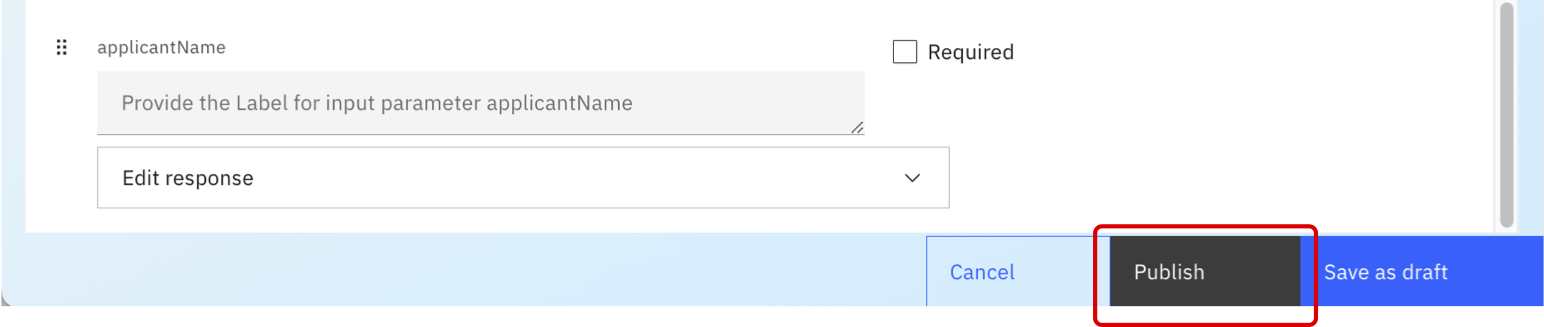 applicantName
Required
Provide the Label for input parameter applicantName
Edit response
Cancel
Publish
Save as draft